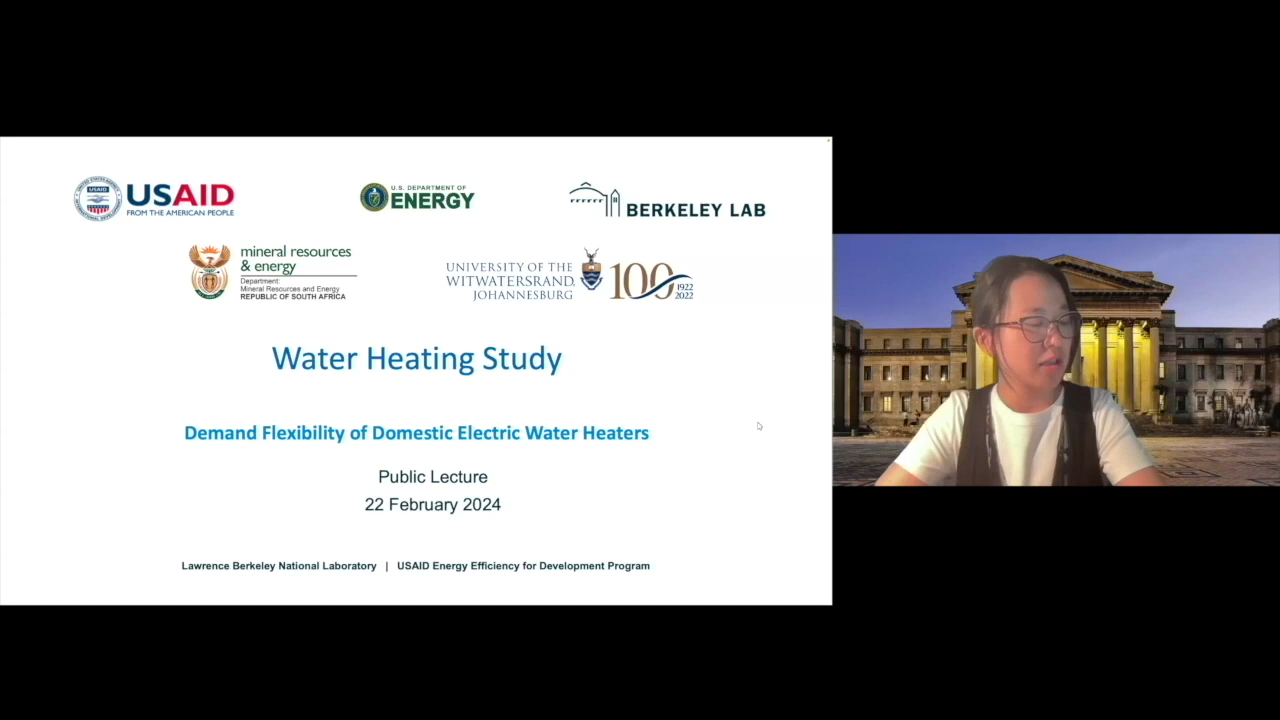 USAID
USAID
FROM THE AMERICAN PEOPLE
U.S. DEPARTMENT OF
ENERGY
BERKELEY LAB
mineral resources
& energy
Department:
Mineral Resources and Energy
REPUBLIC OF SOUTH AFRICA
UNIVERSITY OF THE
WITWATERSRAND,
JOHANNESBURG
100
1922
2022
Water Heating Study
Demand Flexibility of Domestic Electric Water Heaters
Public Lecture
22 February 2024
Lawrence Berkeley National Laboratory | USAID Energy Efficiency for Development Program